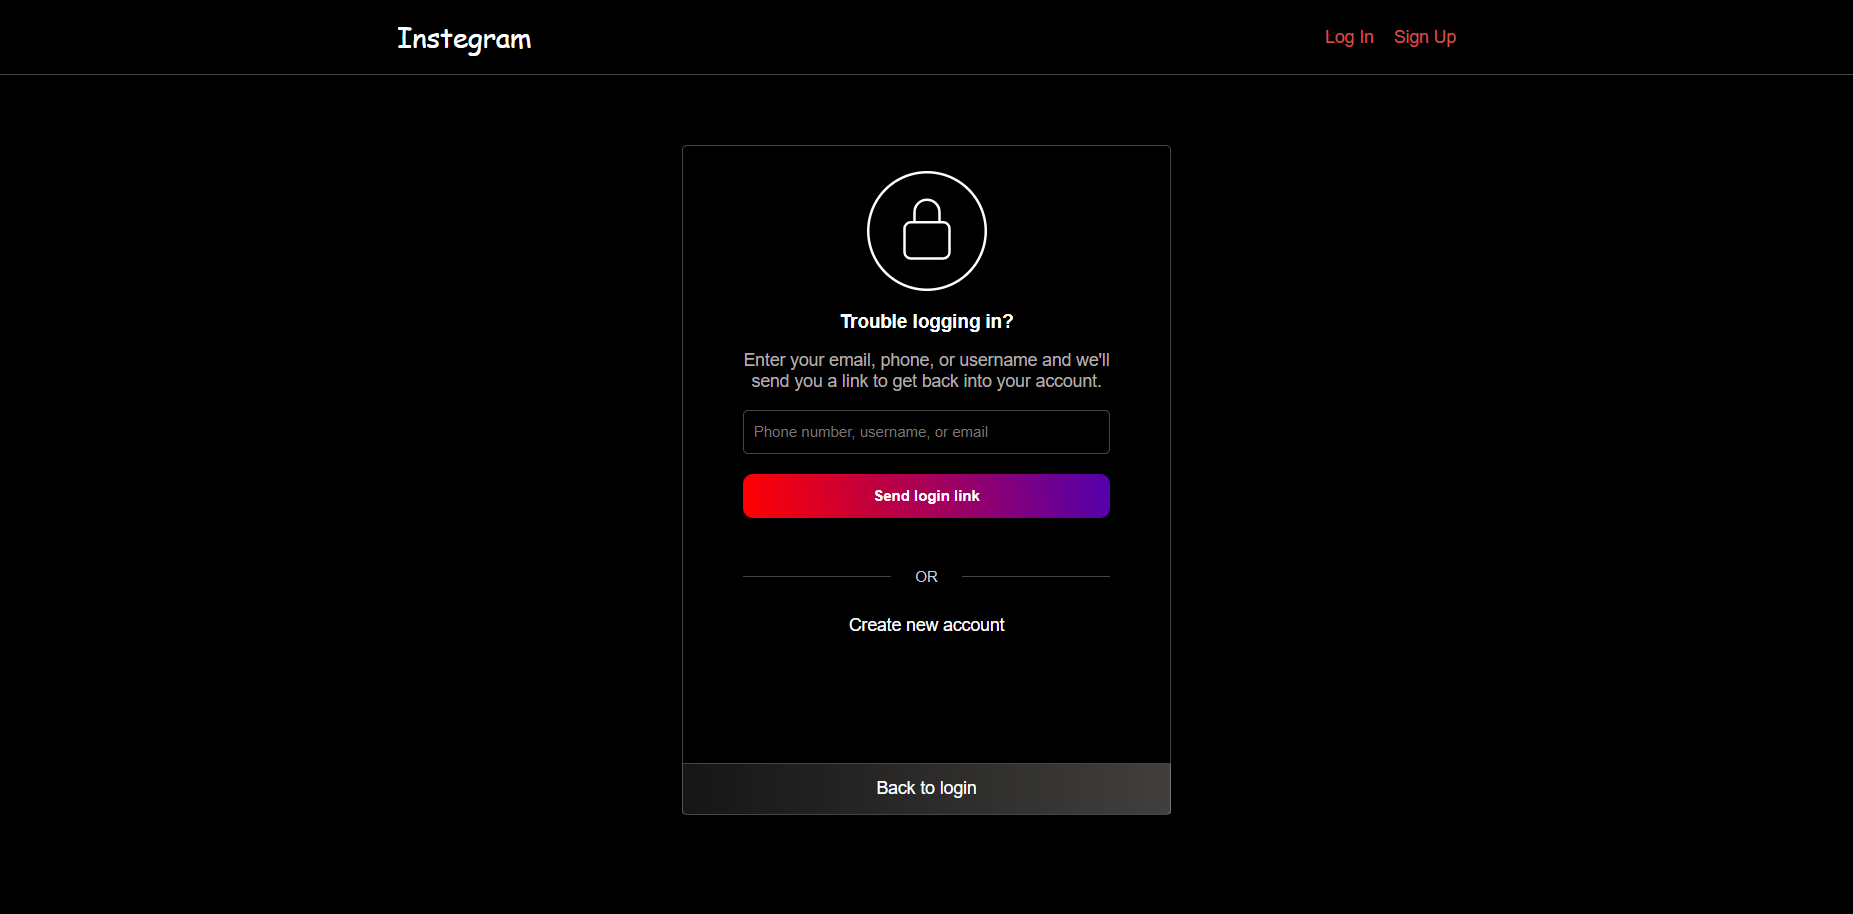 Instegram
Log In Sign Up
Trouble logging in?
Enter your email, phone, or username and we'll
send you a link to get back into your account.
Phone number, username, or email
Send login link
OR
Create new account
Back to login